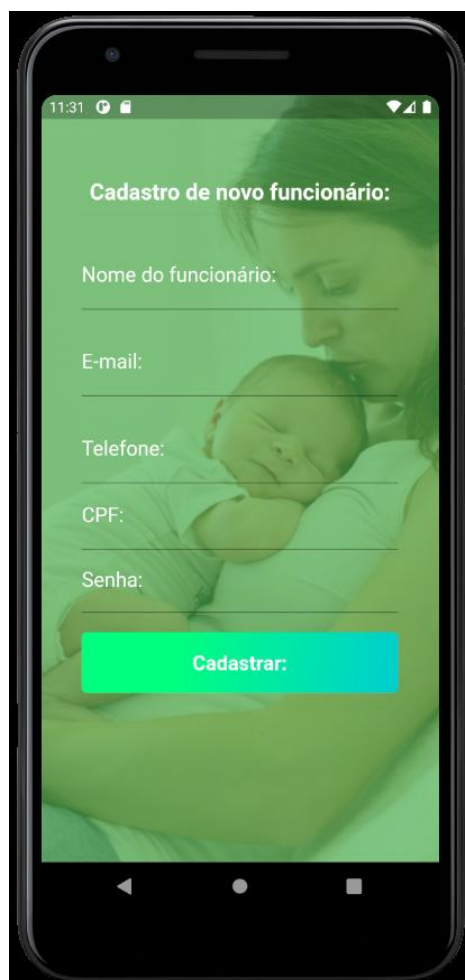 11:31
Cadastro de novo funcionário:
Nome do funcionário:
E-mail:
Telefone:
CPF:
Senha:
Cadastrar: